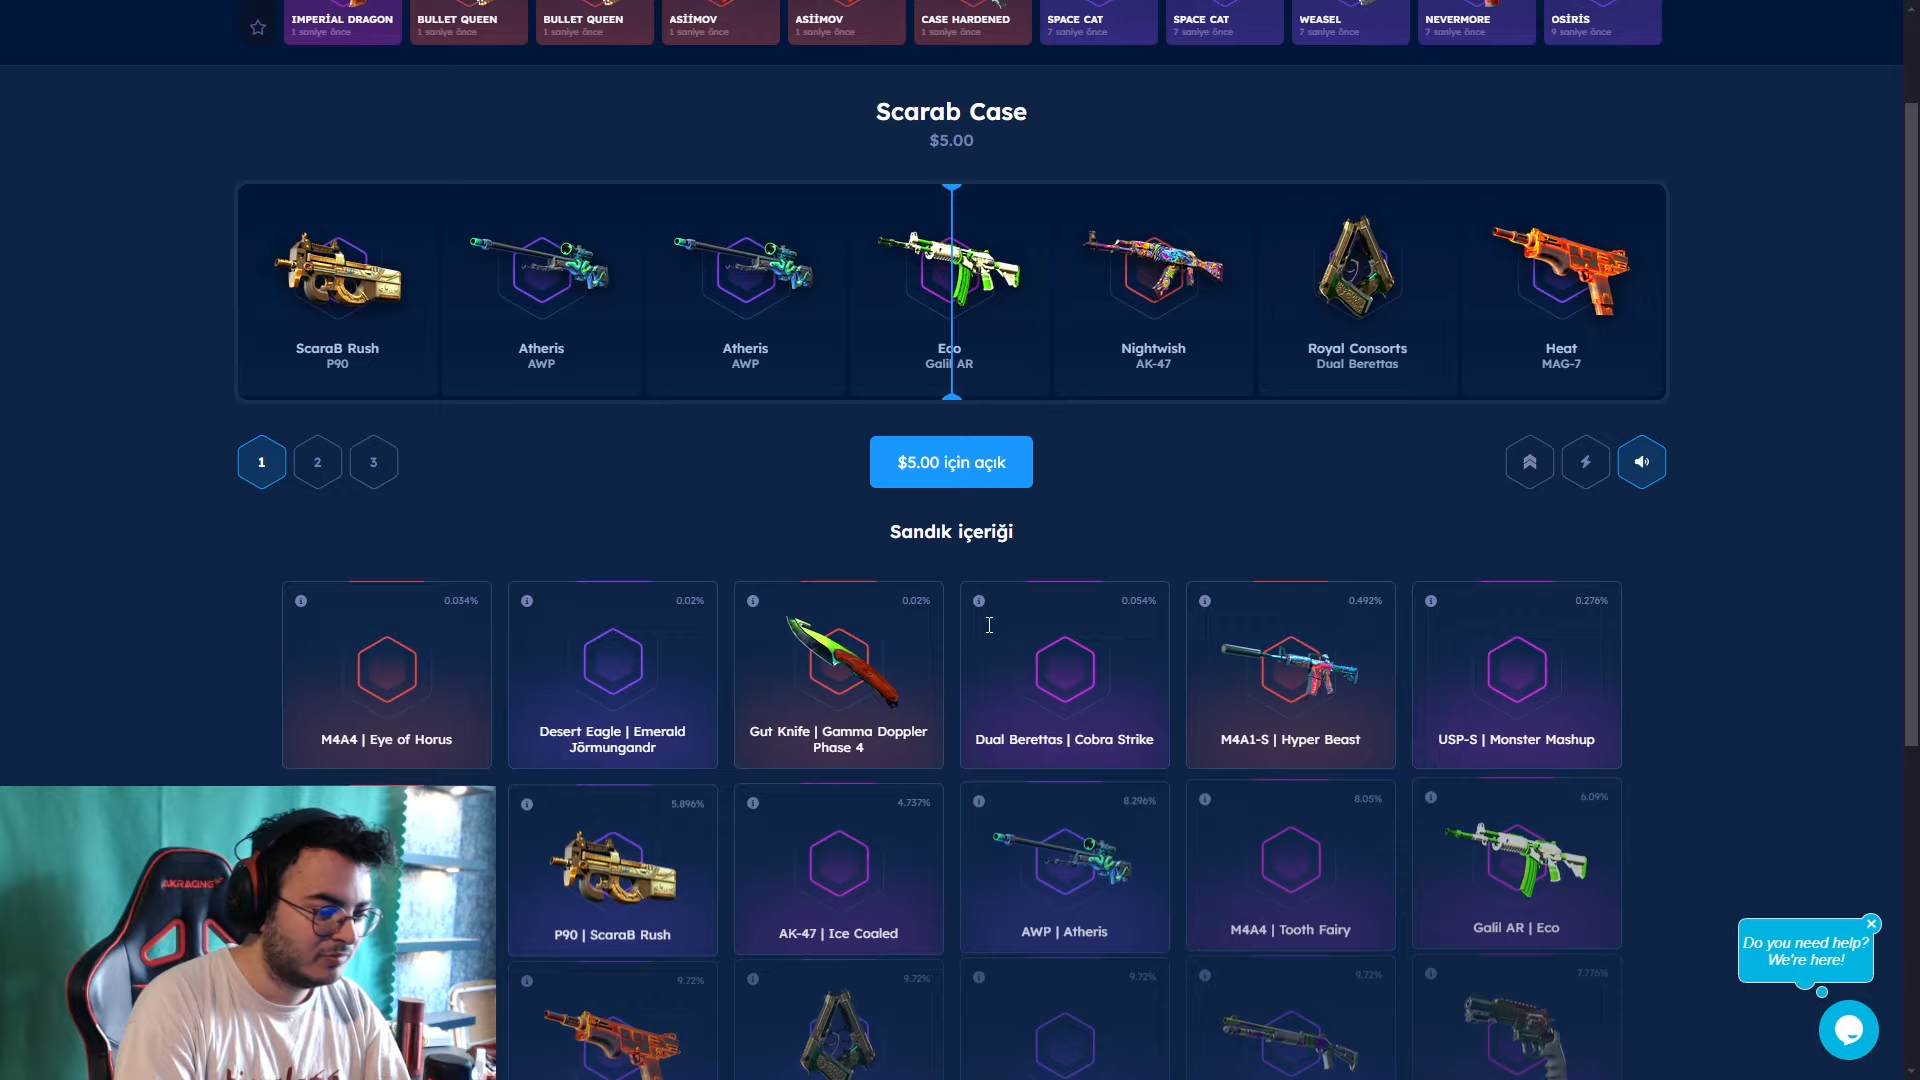 IMPERİAL DRAGON
1 saniye önce
BULLET QUEEN
1 saniye önce
BULLET QUEEN
1 saniye önce
ASİİMOV
1 saniye önce
ASİİMOV
1 saniye önce
CASE HARDENED
1 saniye önce
SPACE CAT
7 saniye önce
SPACE CAT
7 saniye önce
WEASEL
7 saniye önce
NEVERMORE
7 saniye önce
OSİRİS
9 saniye önce
Scarab Case
$5.00
ScaraB Rush
P90
Atheris
AWP
Atheris
AWP
Eco
Galil AR
Nightwish
AK-47
Royal Consorts
Dual Berettas
Heat
MAG-7
1
2
3
$5.00 için açık
Sandık içeriği
0.034%
M4A4 | Eye of Horus
0.02%
Desert Eagle | Emerald
Jörmungandr
0.02%
Gut Knife | Gamma Doppler
Phase 4
0.054%
Dual Berettas | Cobra Strike
0.492%
M4A1-S | Hyper Beast
0.276%
USP-S | Monster Mashup
5.896%
P90 | ScaraB Rush
4.737%
AK-47 | Ice Coaled
8.296%
AWP | Atheris
8.05%
M4A4 | Tooth Fairy
6.09%
Galil AR | Eco
9.72%
9.72%
9.72%
9.72%
7.776%
AKRACING
Do you need help?
We're here!